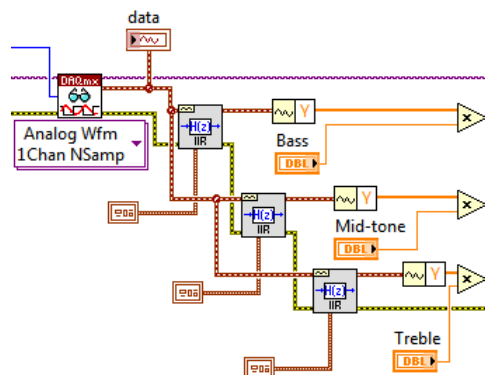 data
DAQmx
Analog Wfm
1Chan NSamp
H(z)
IIR
Y
Bass
DBL
x
H(z)
IIR
Y
Mid-tone
DBL
x
H(z)
IIR
Y
Treble
DBL
x